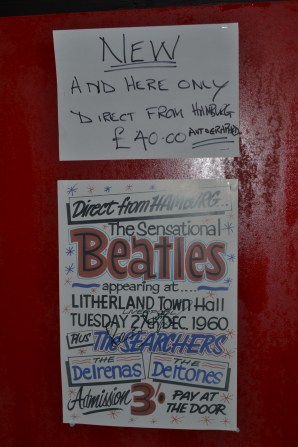 NEW
AND HERE ONLY
DIRECT FROM HAMBURG
£40.00 AUTOGRAPHED
Direct from HAMBURG...
The Sensational
Beatles
appearing at.....
LITHERLAND TOWN Hall
LIVERPOOL
TUESDAY 27th DEC. 1960
Plus The SEARCHERS
THE DelRenas THE Deltones
Admission 3/- PAY AT THE DOOR